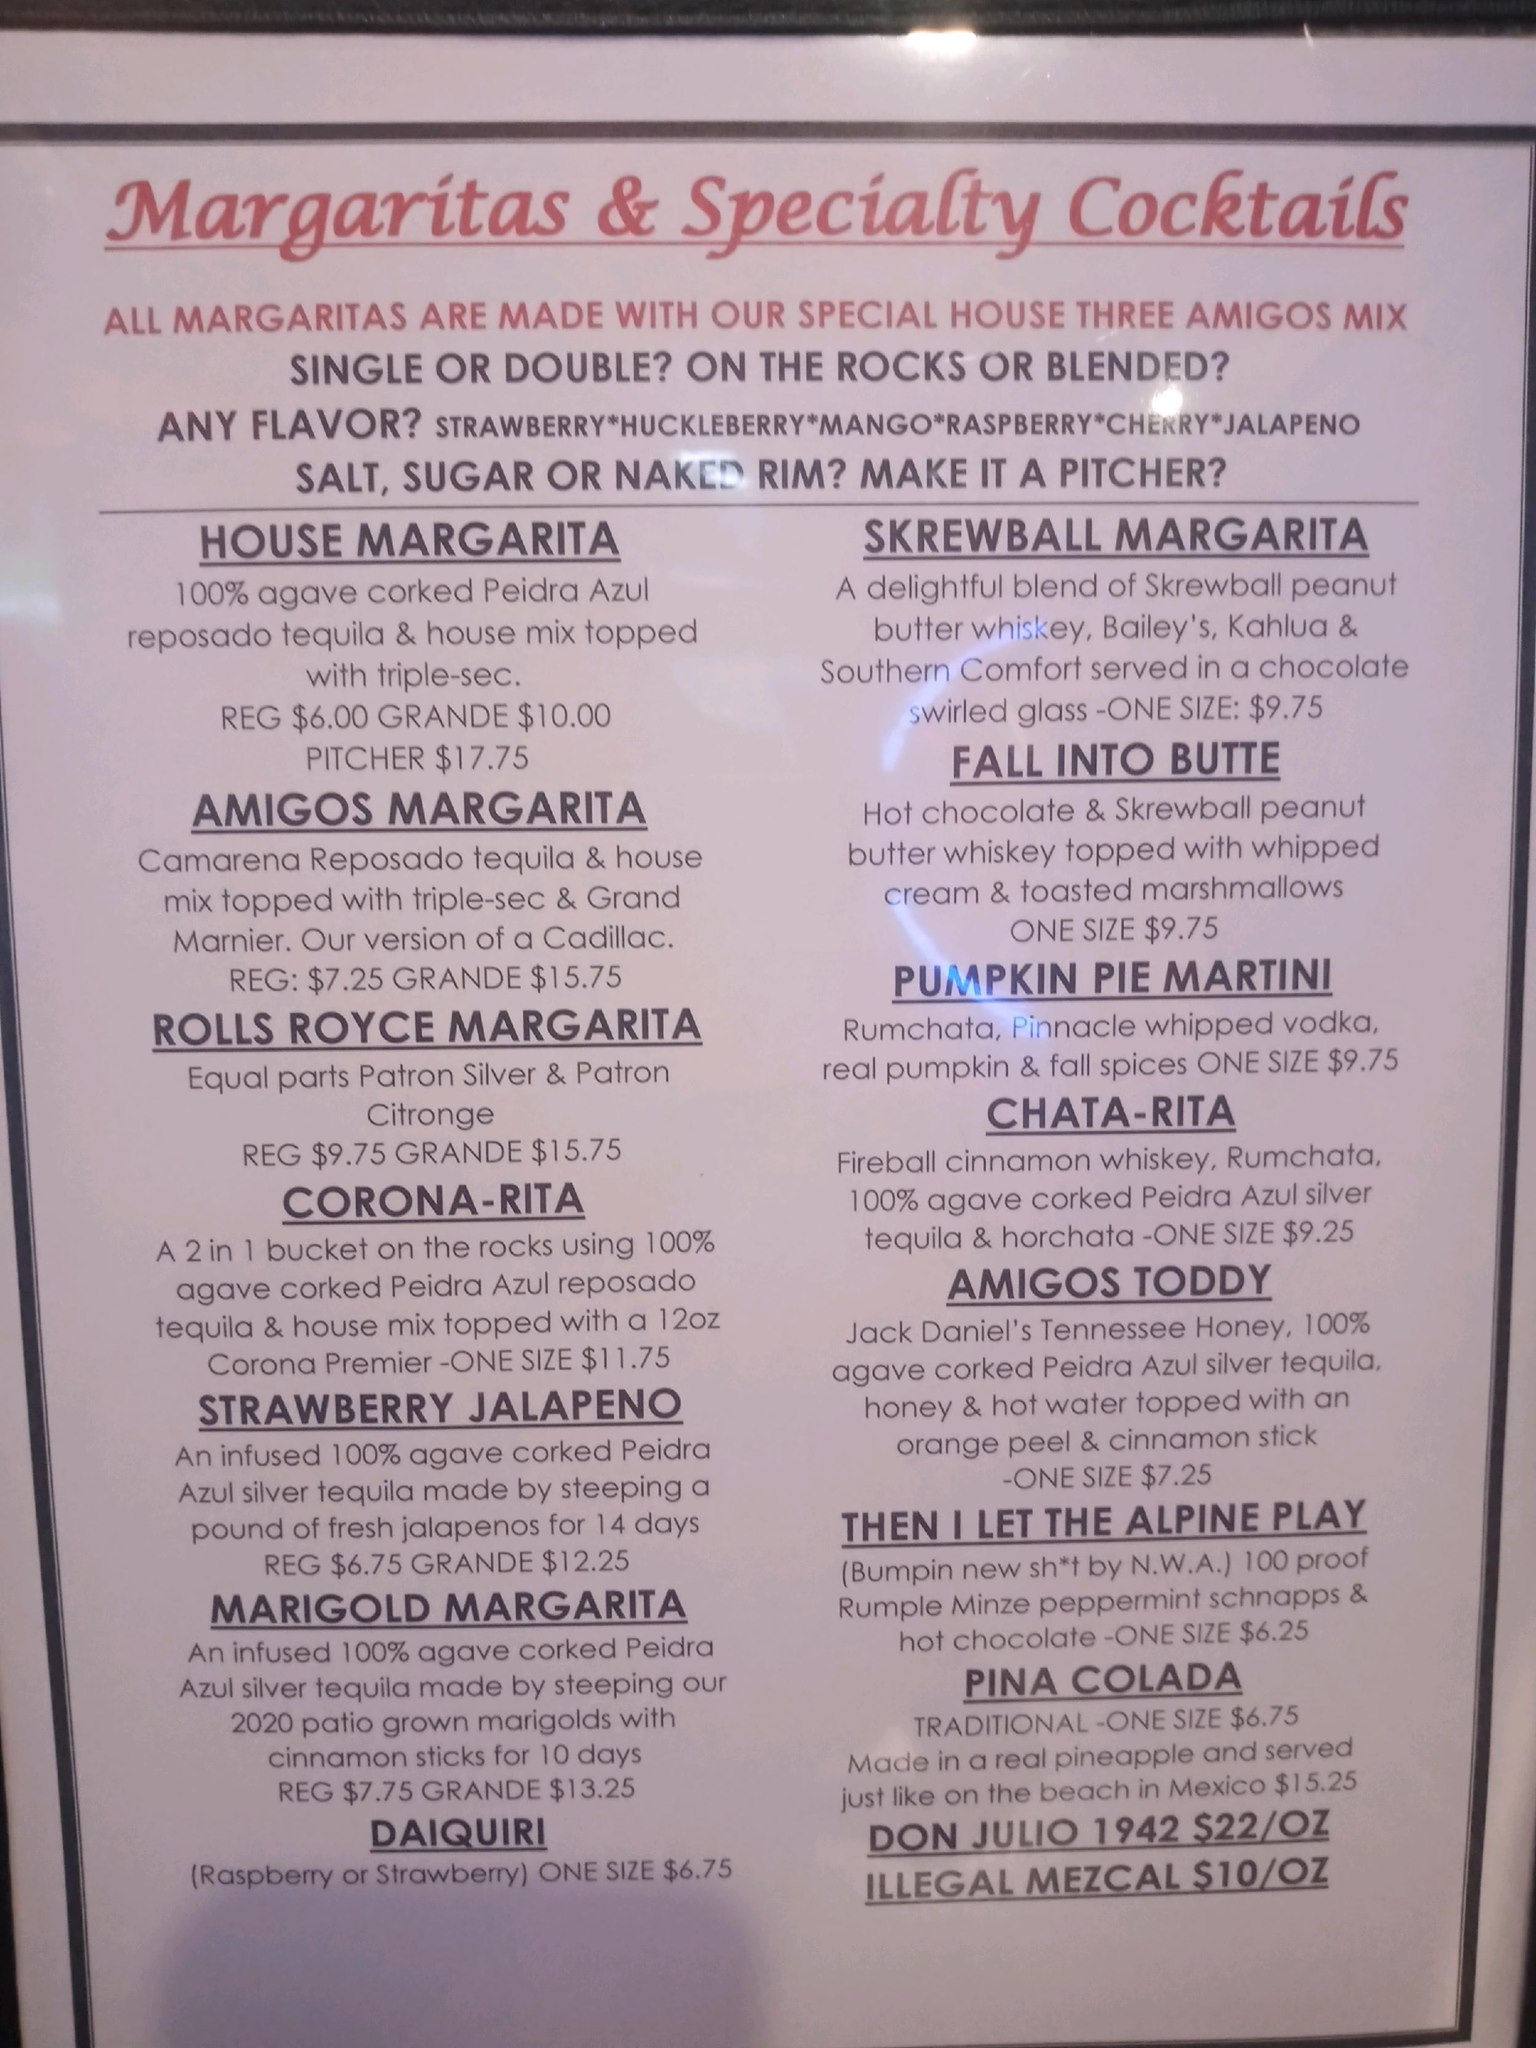 Margaritas & Specialty Cocktails
ALL MARGARITAS ARE MADE WITH OUR SPECIAL HOUSE THREE AMIGOS MIX
SINGLE OR DOUBLE? ON THE ROCKS OR BLENDED?
ANY FLAVOR? STRAWBERRY*HUCKLEBERRY*MANGO*RASPBERRY*CHERRY*JALAPENO
SALT, SUGAR OR NAKED RIM? MAKE IT A PITCHER?
HOUSE MARGARITA
100% agave corked Peidra Azul
reposado tequila & house mix topped
with triple-sec.
REG $6.00 GRANDE $10.00
PITCHER $17.75
AMIGOS MARGARITA
Camarena Reposado tequila & house
mix topped with triple-sec & Grand
Marnier. Our version of a Cadillac.
REG: $7.25 GRANDE $15.75
ROLLS ROYCE MARGARITA
Equal parts Patron Silver & Patron
Citronge
REG $9.75 GRANDE $15.75
CORONA-RITA
A 2 in 1 bucket on the rocks using 100%
agave corked Peidra Azul reposado
tequila & house mix topped with a 12oz
Corona Premier -ONE SIZE $11.75
STRAWBERRY JALAPENO
An infused 100% agave corked Peidra
Azul silver tequila made by steeping a
pound of fresh jalapenos for 14 days
REG $6.75 GRANDE $12.25
MARIGOLD MARGARITA
An infused 100% agave corked Peidra
Azul silver tequila made by steeping our
2020 patio grown marigolds with
cinnamon sticks for 10 days
REG $7.75 GRANDE $13.25
DAIQUIRI
(Raspberry or Strawberry) ONE SIZE $6.75
SKREWBALL MARGARITA
A delightful blend of Skrewball peanut
butter whiskey, Bailey's, Kahlua &
Southern Comfort served in a chocolate
swirled glass -ONE SIZE: $9.75
FALL INTO BUTTE
Hot chocolate & Skrewball peanut
butter whiskey topped with whipped
cream & toasted marshmallows
ONE SIZE $9.75
PUMPKIN PIE MARTINI
Rumchata, Pinnacle whipped vodka,
real pumpkin & fall spices ONE SIZE $9.75
CHATA-RITA
Fireball cinnamon whiskey, Rumchata,
100% agave corked Peidra Azul silver
tequila & horchata -ONE SIZE $9.25
AMIGOS TODDY
Jack Daniel's Tennessee Honey, 100%
agave corked Peidra Azul silver tequila,
honey & hot water topped with an
orange peel & cinnamon stick
-ONE SIZE $7.25
THEN I LET THE ALPINE PLAY
(Bumpin new sh*t by N.W.A.) 100 proof
Rumple Minze peppermint schnapps &
hot chocolate -ONE SIZE $6.25
PINA COLADA
TRADITIONAL -ONE SIZE $6.75
Made in a real pineapple and served
just like on the beach in Mexico $15.25
DON JULIO 1942 $22/OZ
ILLEGAL MEZCAL $10/OZ